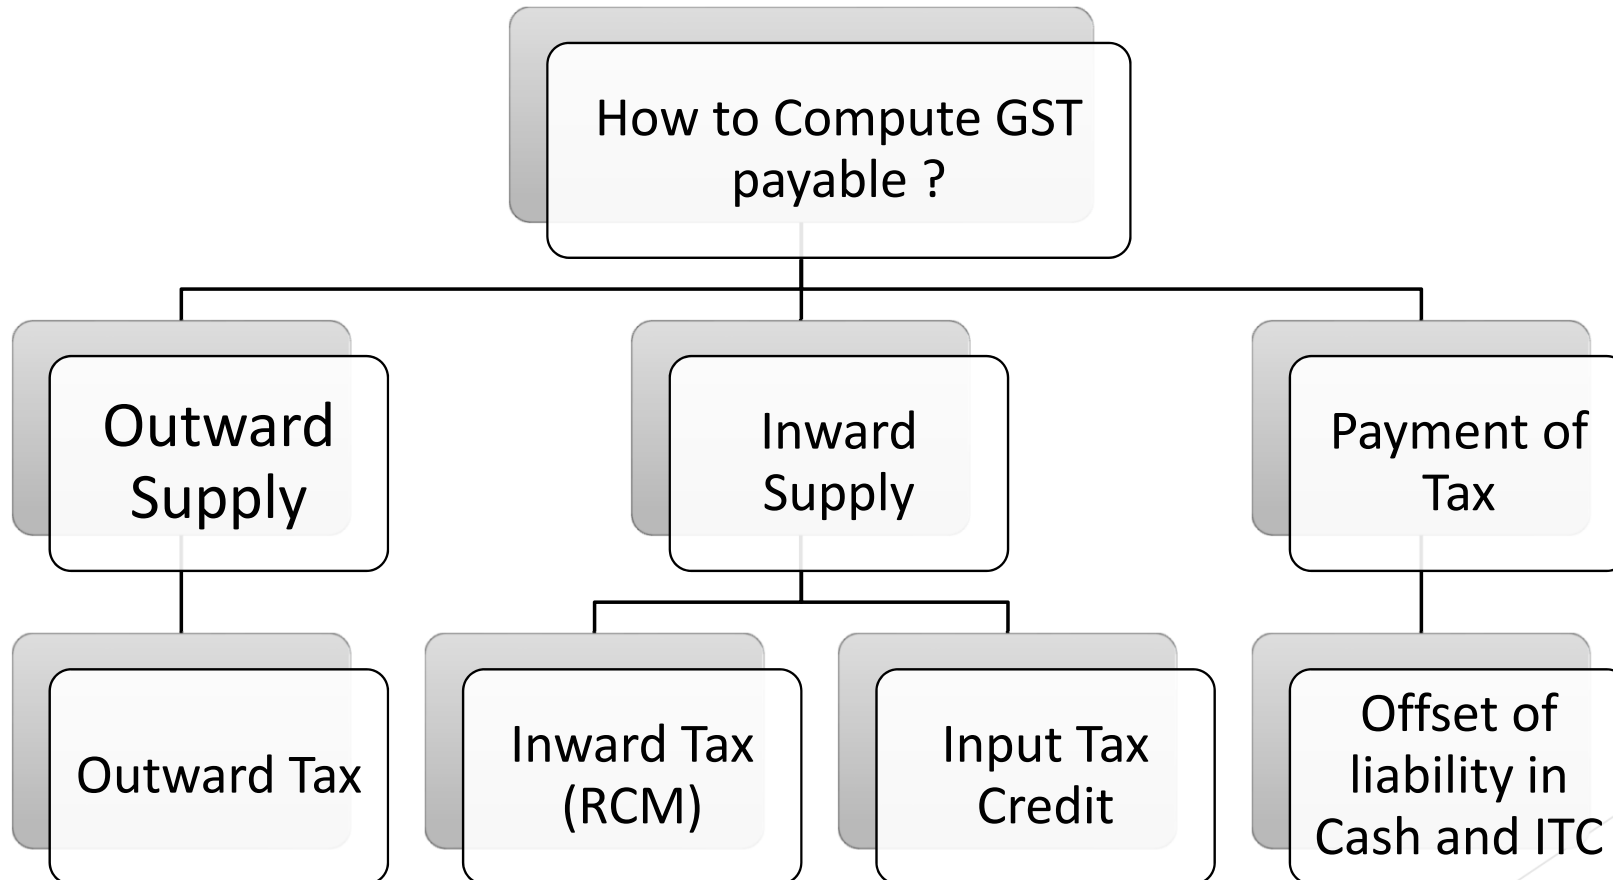 How to Compute GST
payable ?
Outward
Supply
Inward
Supply
Payment of
Tax
Outward Tax
Inward Tax
(RCM)
Input Tax
Credit
Offset of
liability in
Cash and ITC